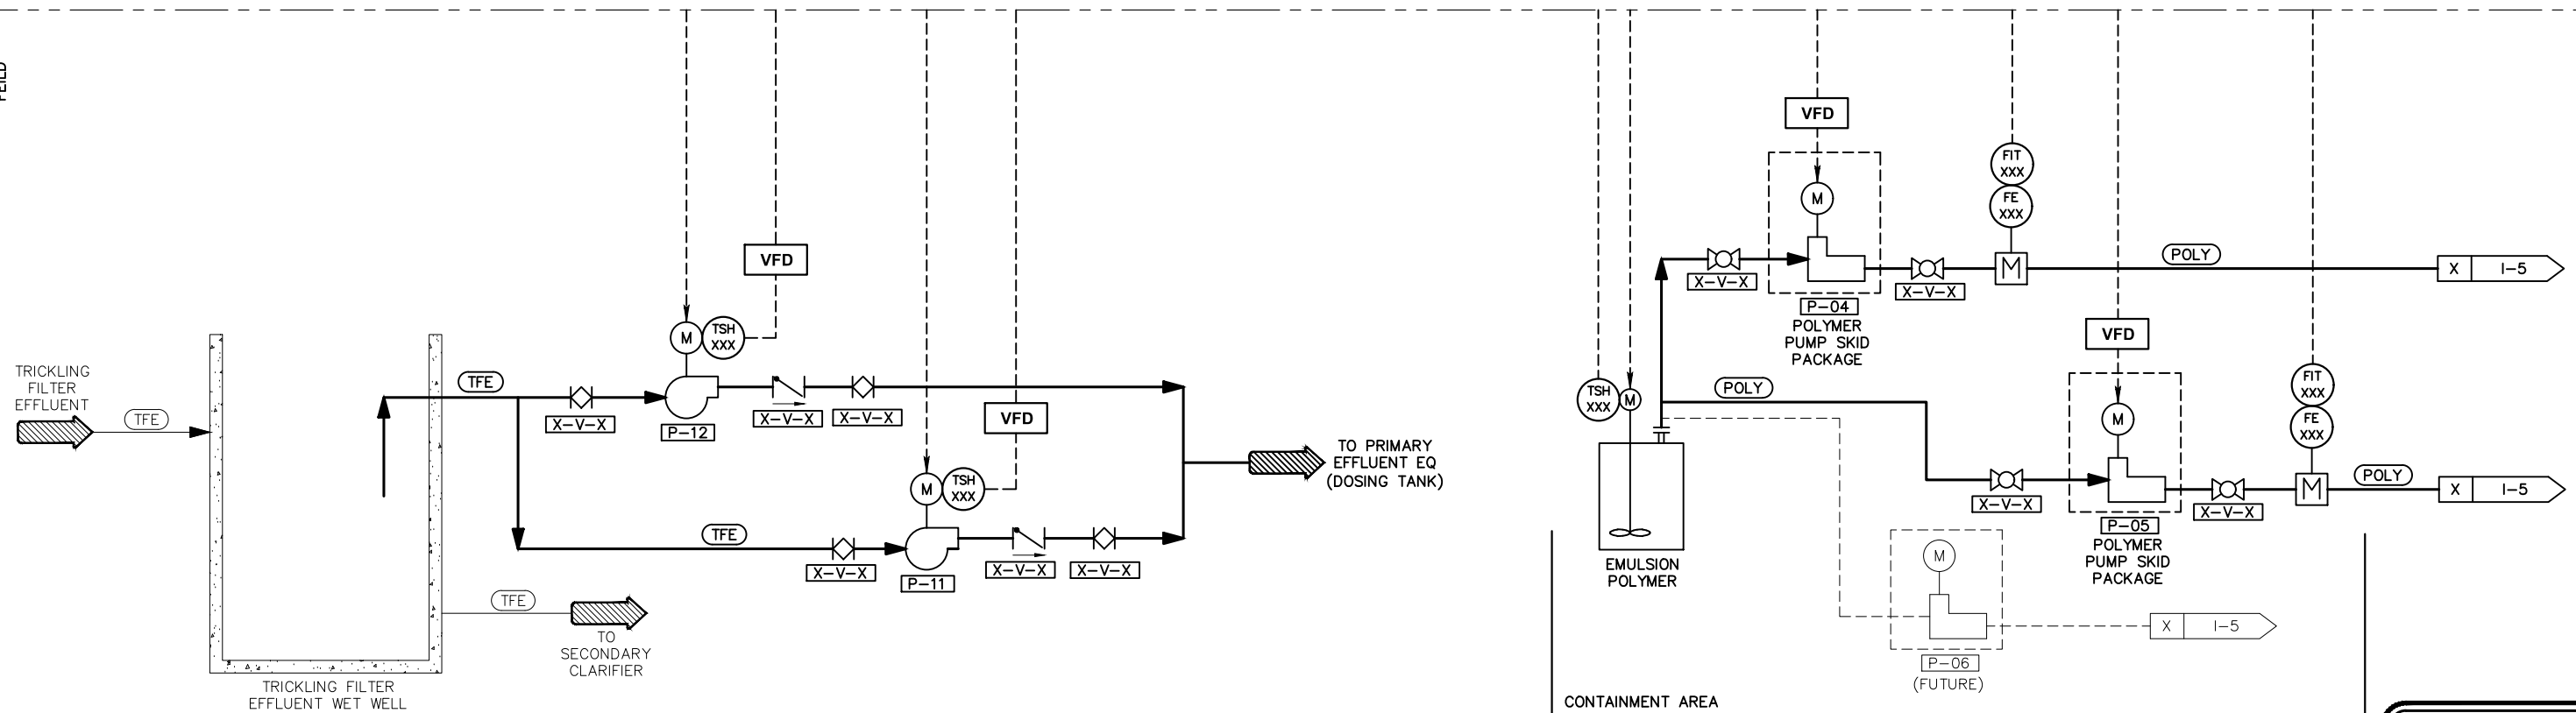 FEILD
TRICKLING
FILTER
EFFLUENT
TFE
TRICKLING FILTER
EFFLUENT WET WELL
TFE
X-V-X
M
TSH
XXX
VFD
P-12
X-V-X
X-V-X
TFE
X-V-X
M
TSH
XXX
VFD
P-11
X-V-X
X-V-X
TFE
TO
SECONDARY
CLARIFIER
TO PRIMARY
EFFLUENT EQ
(DOSING TANK)
TSH
XXX
M
EMULSION
POLYMER
CONTAINMENT AREA
X-V-X
VFD
M
P-04
POLYMER
PUMP SKID
PACKAGE
X-V-X
FIT
XXX
FE
XXX
M
POLY
X
I-5
POLY
X-V-X
VFD
M
P-05
POLYMER
PUMP SKID
PACKAGE
X-V-X
FIT
XXX
FE
XXX
M
POLY
X
I-5
M
P-06
(FUTURE)
X
I-5